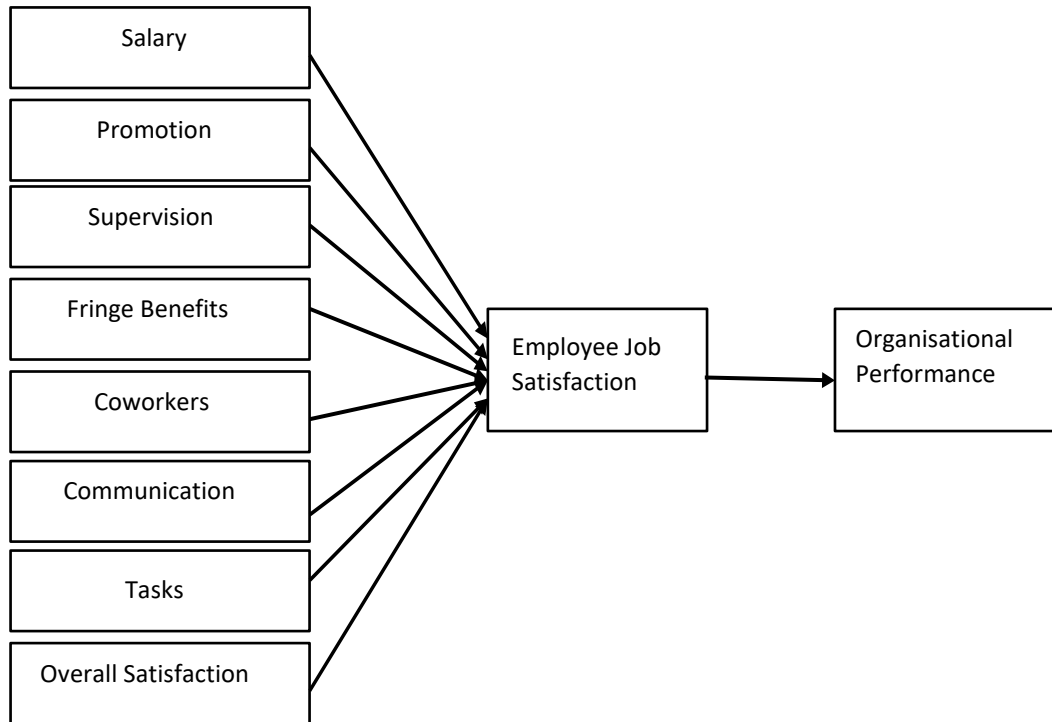 Salary
Promotion
Supervision
Fringe Benefits
Coworkers
Communication
Tasks
Overall Satisfaction
Employee Job
Satisfaction
Organisational
Performance